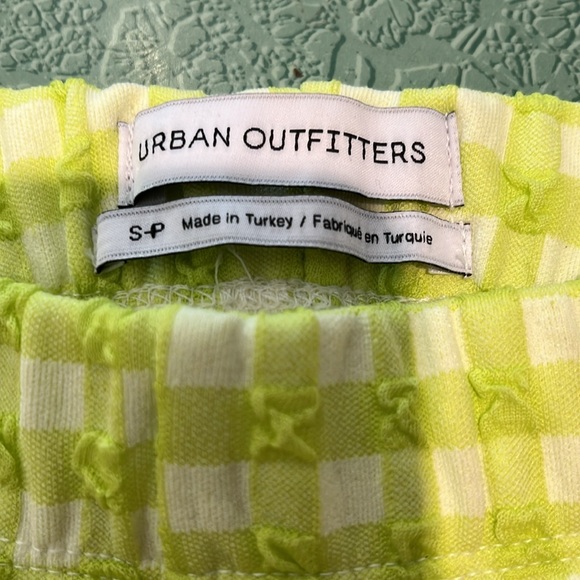 URBAN OUTFITTERS
S-P Made in Turkey / Fabriqué en Turquie